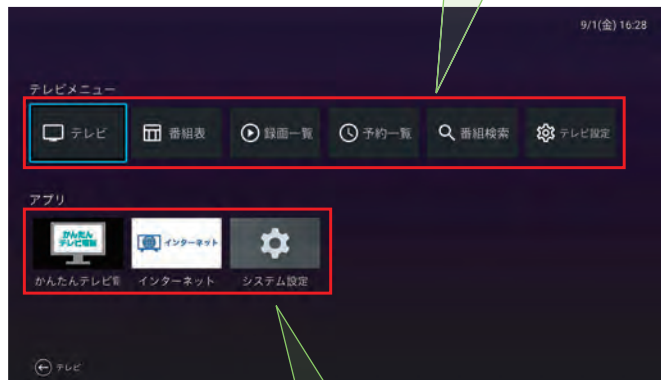 9/1(金) 16:28
テレビメニュー
テレビ 番組表 録画一覧 予約一覧 番組検索 テレビ設定
アプリ
かんたん
テレビ電話
インターネット
かんたんテレビ電 インターネット システム設定
テレビ